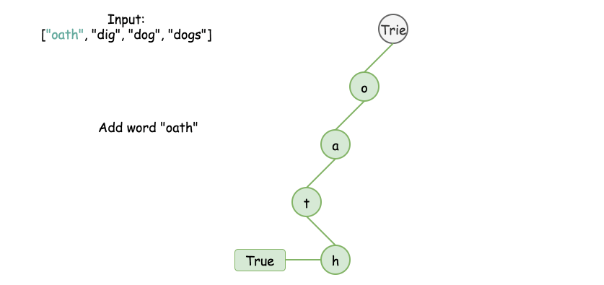 Input:
["oath", "dig", "dog", "dogs"]
Trie
o
Add word "oath"
a
t
True
h